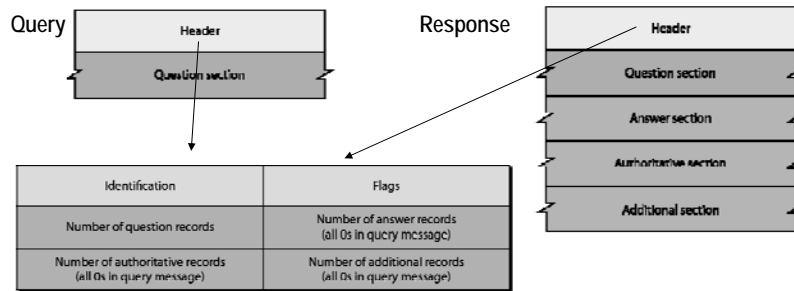 Query
Header
Question section
Response
Header
Question section
Answer section
Authoritative section
Additional section
Identification
Flags
Number of question records
Number of answer records
(all 0s in query message)
Number of authoritative records
(all 0s in query message)
Number of additional records
(all 0s in query message)